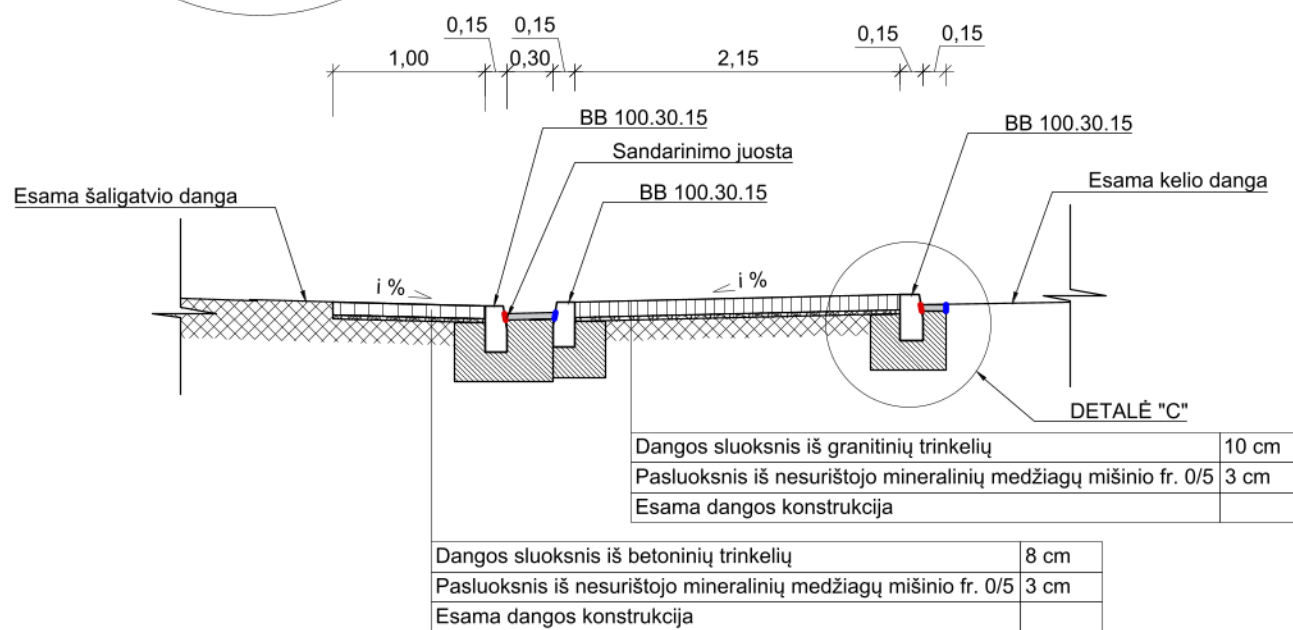 0,15 0,15 0,15 0,15
1,00 0,30 2,15
BB 100.30.15 BB 100.30.15
Sandarinimo juosta
Esama šaligatvio danga BB 100.30.15 Esama kelio danga
i % i %
DETALĖ "C"
Dangos sluoksnis iš granitinių trinkelių 10 cm
Pasluoksnis iš nesurištojo mineralinių medžiagų mišinio fr. 0/5 3 cm
Esama dangos konstrukcija
Dangos sluoksnis iš betoninių trinkelių 8 cm
Pasluoksnis iš nesurištojo mineralinių medžiagų mišinio fr. 0/5 3 cm
Esama dangos konstrukcija